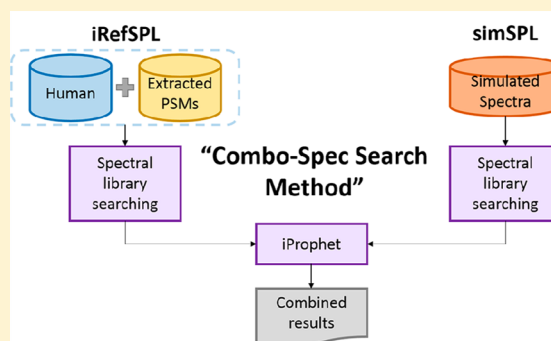 iRefSPL
simSPL
Human
Extracted
PSMs
Simulated
Spectra
Spectral
library
searching
"Combo-Spec Search
Method"
Spectral
library
searching
iProphet
Combined
results